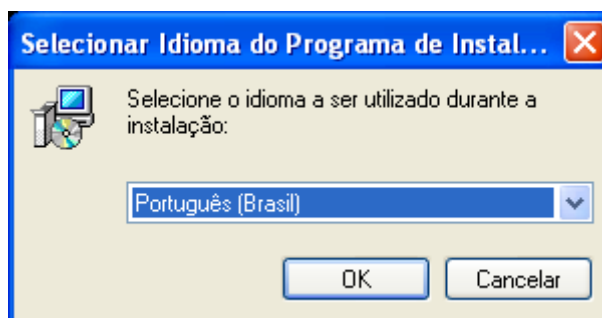 Selecionar Idioma do Programa de Instal...
Selecione o idioma a ser utilizado durante a
instalação:
Português (Brasil)
OK
Cancelar